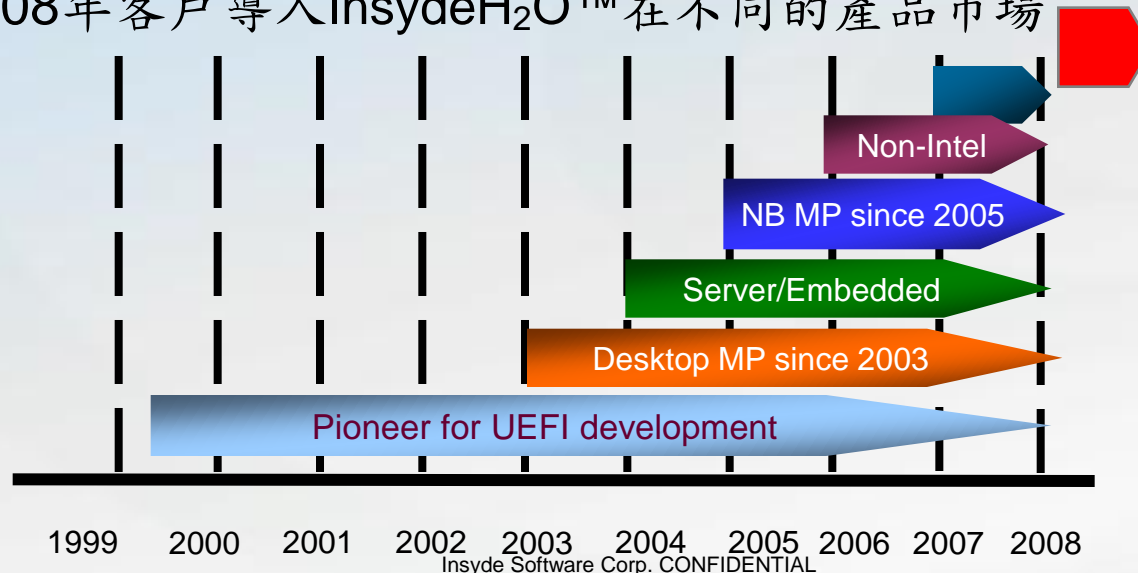 08年客戶導入InsydeH₂O™在不同的產品市場
Non-Intel
NB MP since 2005
Server/Embedded
Desktop MP since 2003
Pioneer for UEFI development
1999 2000 2001 2002 2003 2004 2005 2006 2007 2008
Insyde Software Corp. CONFIDENTIAL